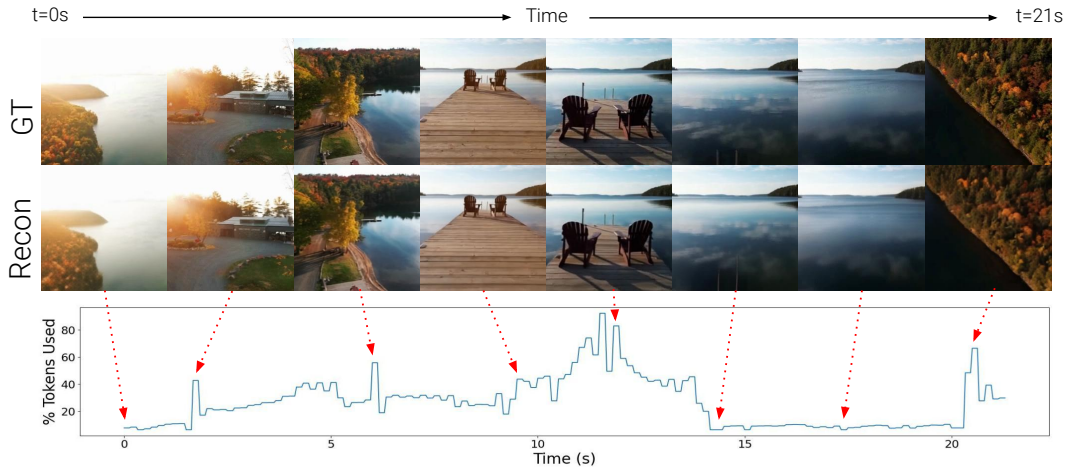 t=0s Time t=21s
GT
Recon
% Tokens Used
80
60
40
20
0 5 10 15 20
Time (s)